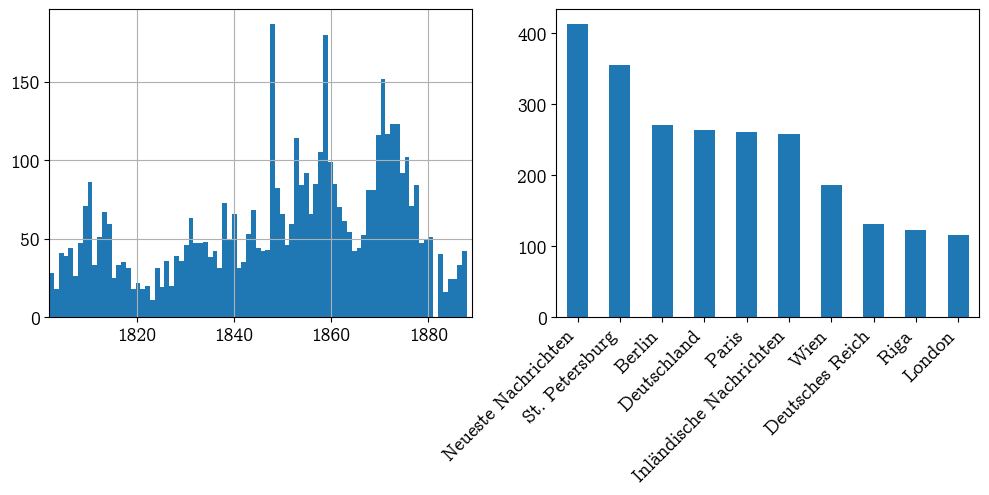 150
100
50
0
1820 1840 1860 1880
400
300
200
100
0
Neueste Nachrichten
St. Petersburg
Berlin
Deutschland
Paris
Inländische Nachrichten
Wien
Deutsches Reich
Riga
London